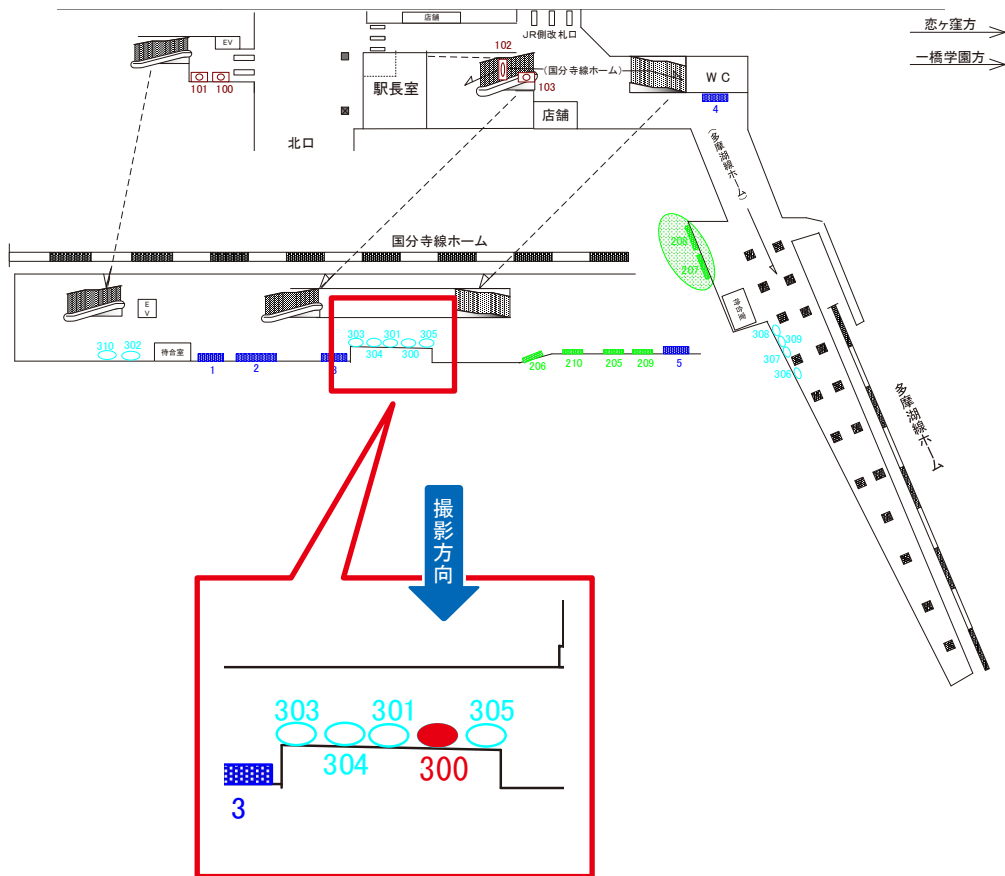 店舗
恋ヶ窪方
JR側改札口
EV
102
一橋学園方
(国分寺線ホーム)
WC
101 100
駅長室
103
店舗
4
北口
(多摩湖線ホーム)
国分寺線ホーム
208
207
EV
待合室
303 301 305
308
309
310 302
待合室
304 300
307
306
1
2
3
206
210
205
209
5
多摩湖線ホーム
撮影方向
303
301
305
304
300
3